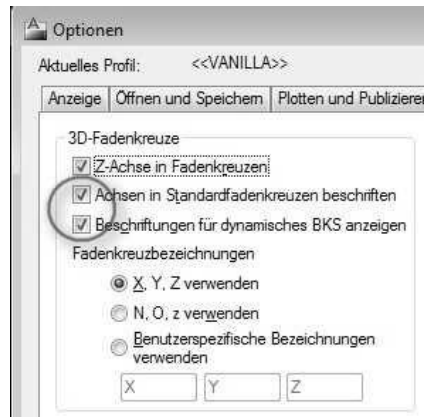 Optionen
Aktuelles Profil: <<VANILLA>>
Anzeige Öffnen und Speichern Plotten und Publizieren
3D-Fadenkreuze
Z-Achse in Fadenkreuzen
Achsen in Standardfadenkreuzen beschriften
Beschriftungen für dynamisches BKS anzeigen
Fadenkreuzbezeichnungen
X, Y, Z verwenden
N, O, z verwenden
Benutzerspezifische Bezeichnungen
verwenden
X Y Z